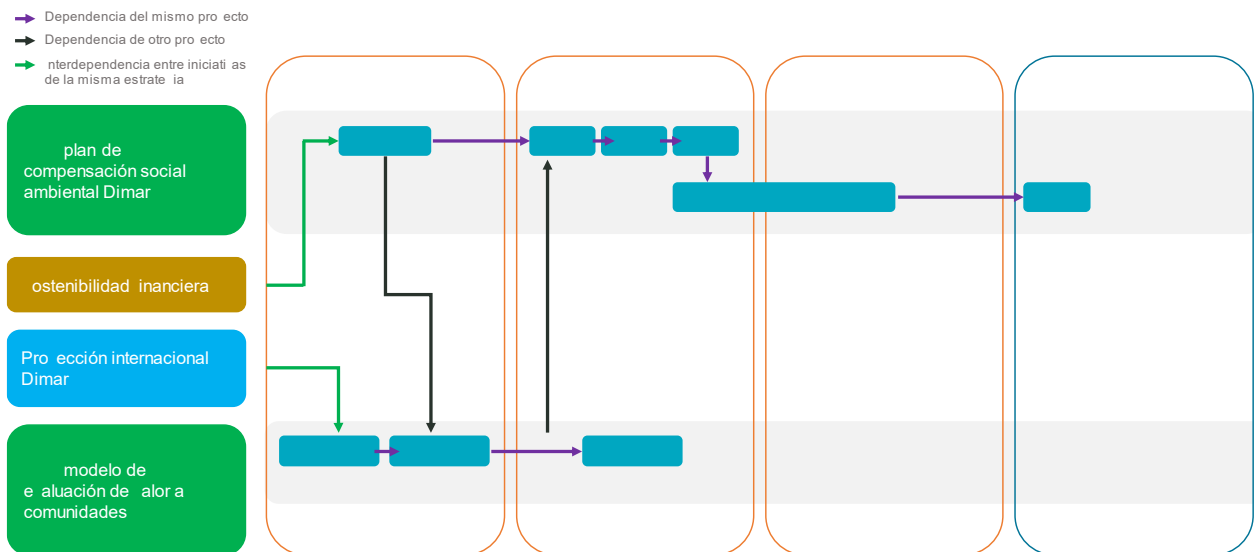 Dependencia del mismo pro ecto
Dependencia de otro pro ecto
nterdependencia entre iniciati as
de la misma estrate ia
plan de
compensación social
ambiental Dimar
ostenibilidad inanciera
Pro ección internacional
Dimar
modelo de
e aluación de alor a
comunidades